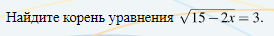 Найдите корень уравнения √15 − 2x = 3.